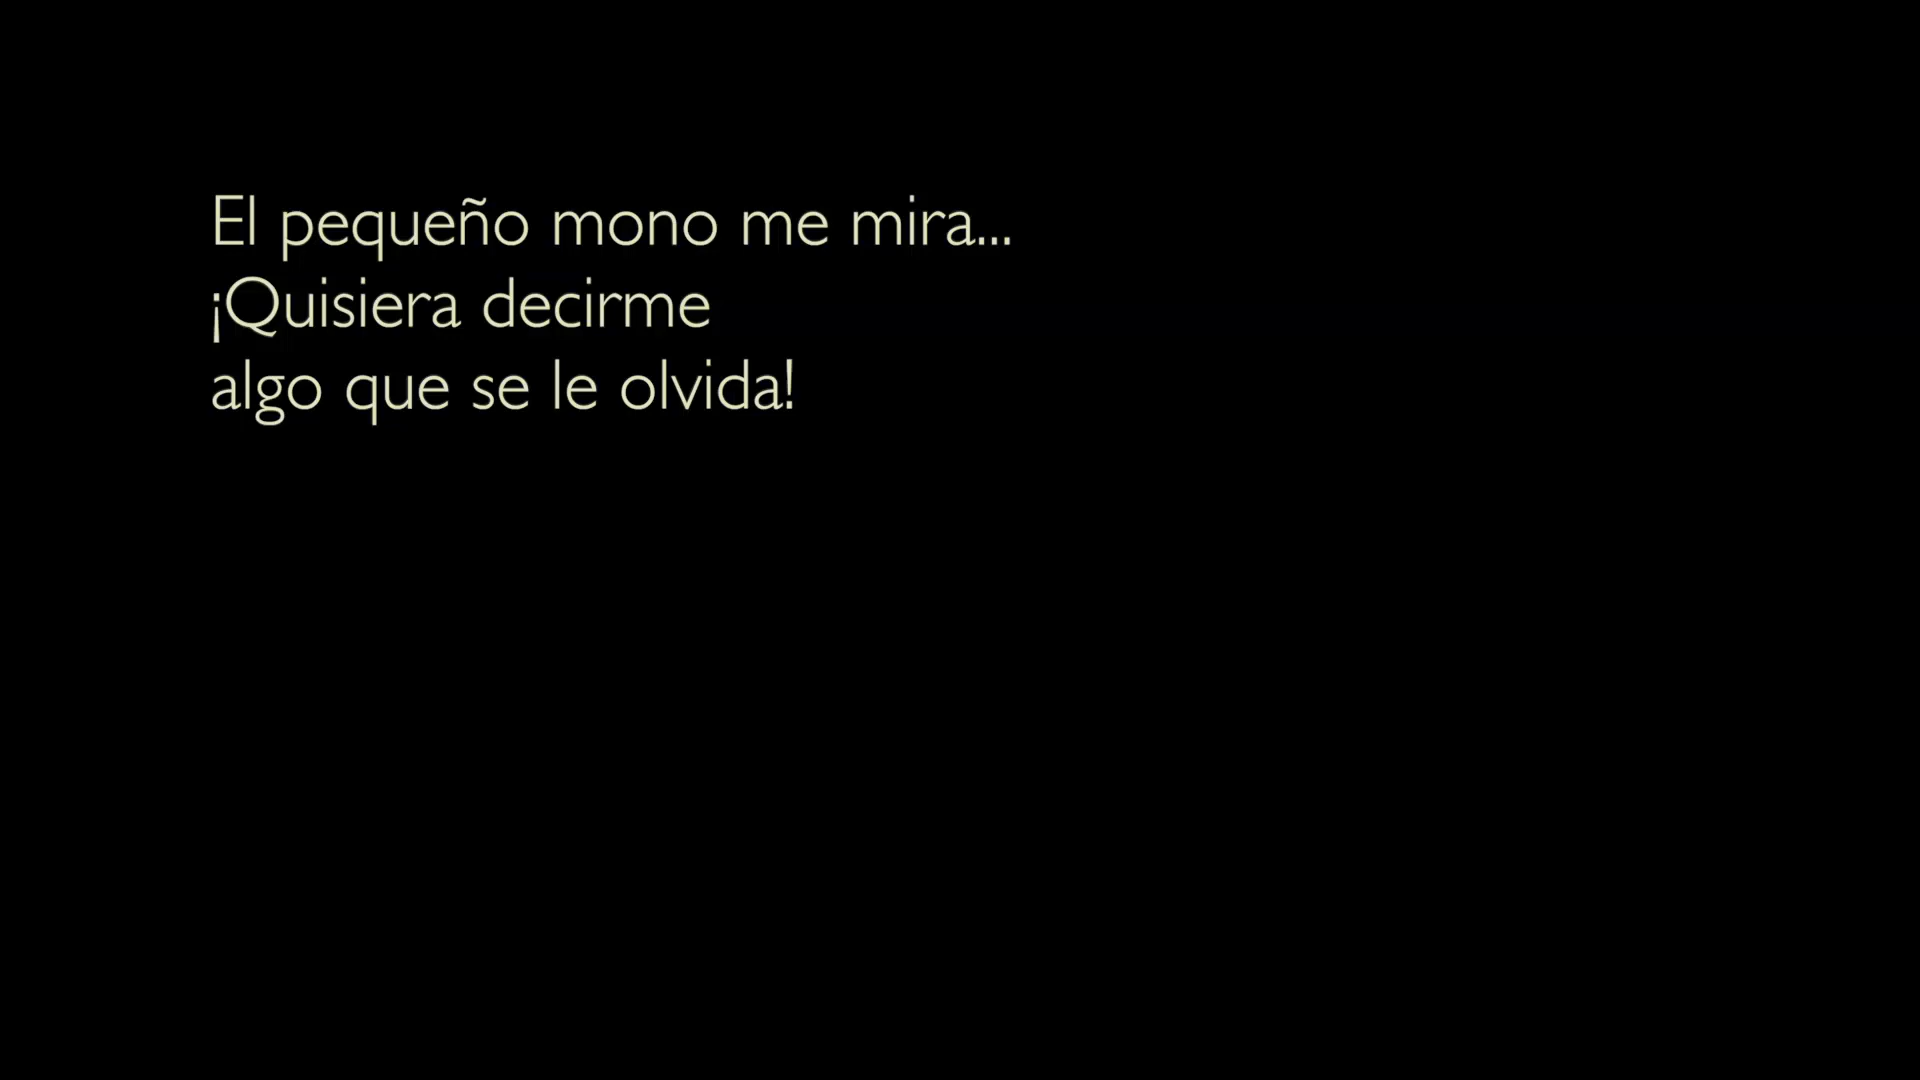 El pequeño mono me mira...
¡Quisiera decirme
algo que se le olvida!